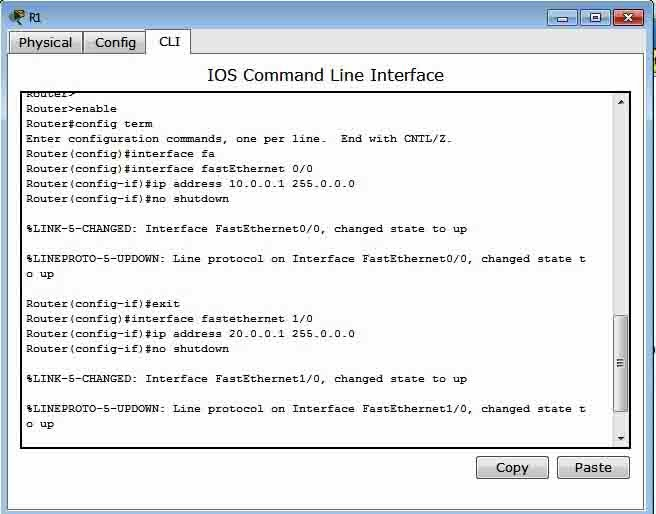 R1
Physical Config CLI
IOS Command Line Interface
Router>
Router>enable
Router#config term
Enter configuration commands, one per line.  End with CNTL/Z.
Router(config)#interface fa
Router(config)#interface fastEthernet 0/0
Router(config-if)#ip address 10.0.0.1 255.0.0.0
Router(config-if)#no shutdown
%LINK-5-CHANGED: Interface FastEthernet0/0, changed state to up
%LINEPROTO-5-UPDOWN: Line protocol on Interface FastEthernet0/0, changed state t
o up
Router(config-if)#exit
Router(config)#interface fastethernet 1/0
Router(config-if)#ip address 20.0.0.1 255.0.0.0
Router(config-if)#no shutdown
%LINK-5-CHANGED: Interface FastEthernet1/0, changed state to up
%LINEPROTO-5-UPDOWN: Line protocol on Interface FastEthernet1/0, changed state t
o up
Copy Paste